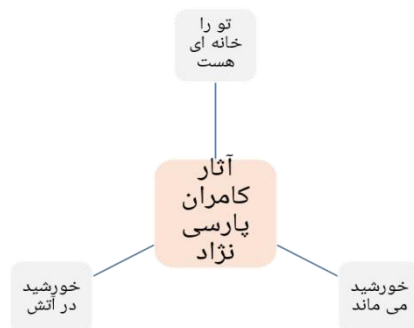 تو را
خانه ای
هست
آثار
کامران
پارسی
نژاد
خورشید
می ماند
خورشید
در آتش